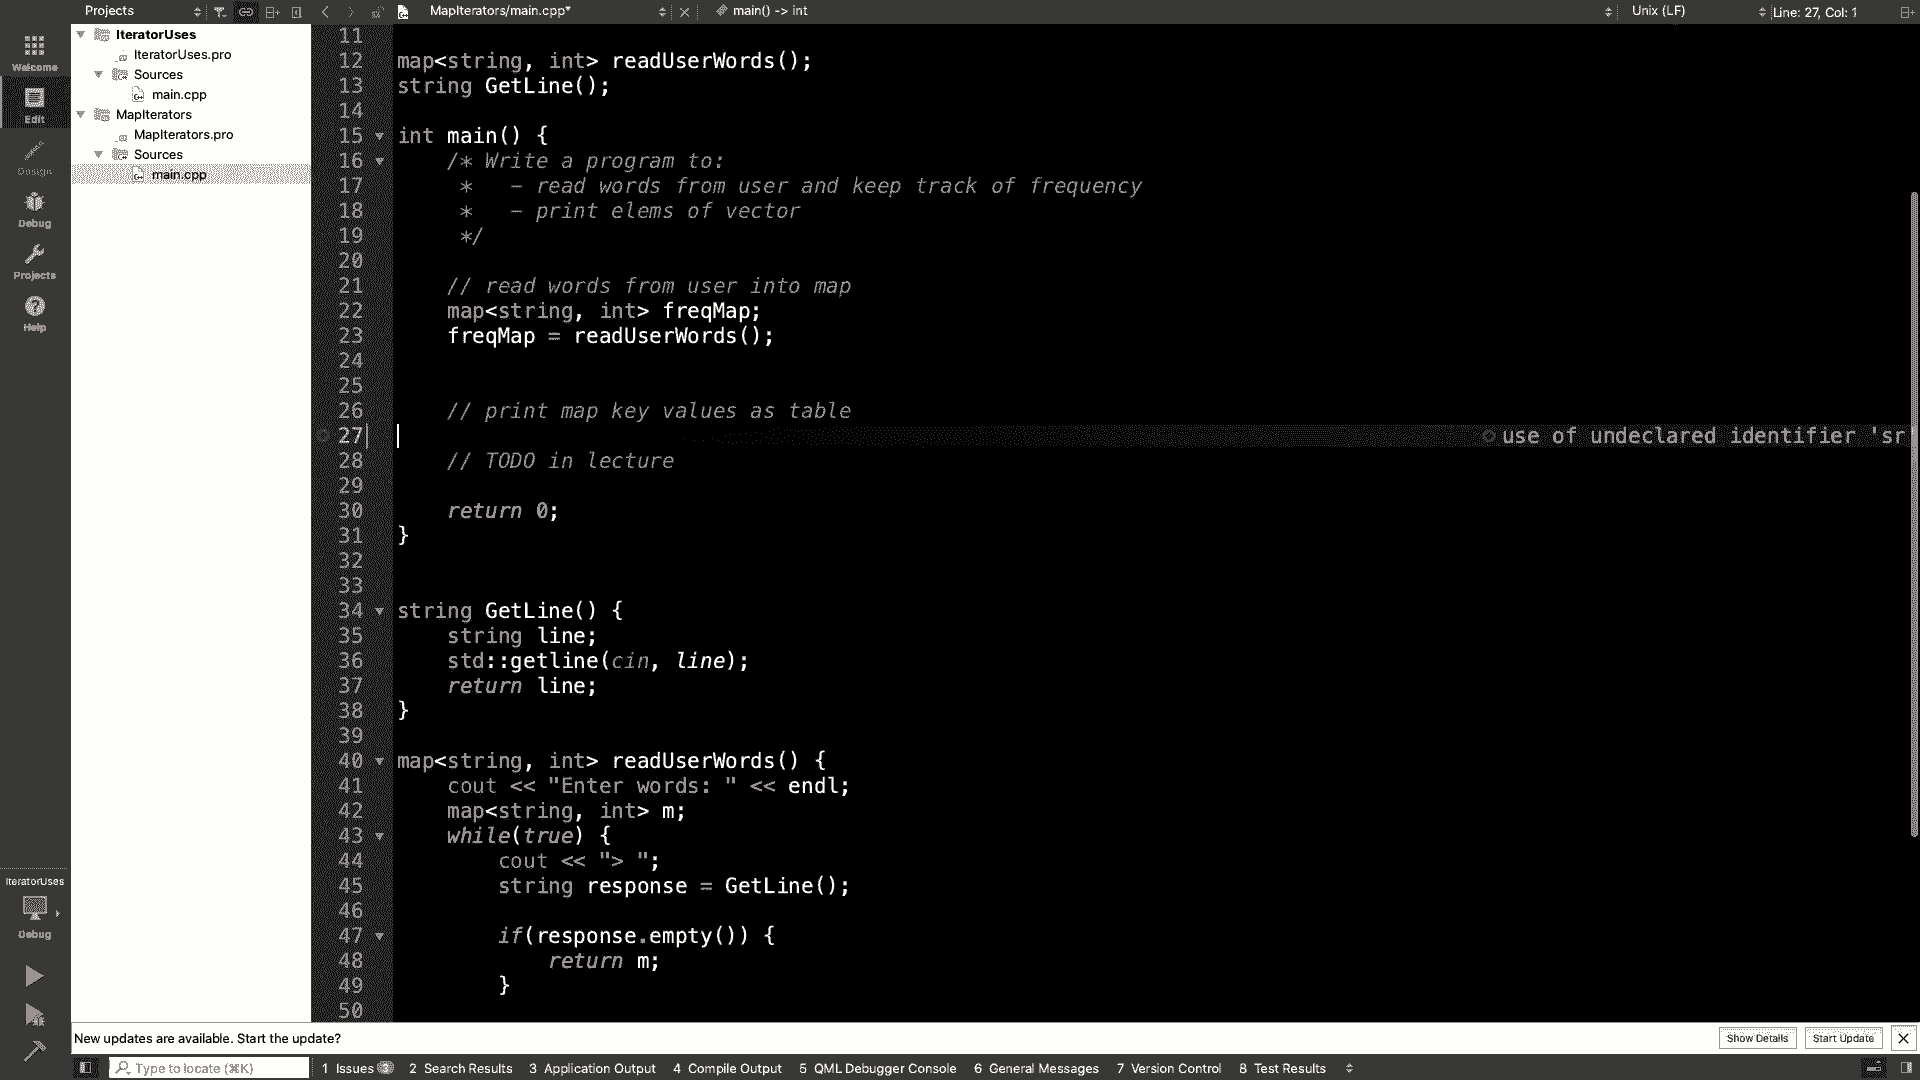 Projects
MapIterators/main.cpp*
main() -> int
Unix (LF)
Line: 27, Col: 1
Welcome
Edit
Design
Debug
Projects
Help
IteratorUses
Debug
IteratorUses
IteratorUses.pro
Sources
main.cpp
MapIterators
MapIterators.pro
Sources
main.cpp
11
12 map<string, int> readUserWords();
13 string GetLine();
14
15 int main() {
16 /* Write a program to:
17 * - read words from user and keep track of frequency
18 * - print elems of vector
19 */
20
21 // read words from user into map
22 map<string, int> freqMap;
23 freqMap = readUserWords();
24
25
26 // print map key values as table
27 use of undeclared identifier 'sr'
28 // TODO in lecture
29
30 return 0;
31 }
32
33
34 string GetLine() {
35 string line;
36 std::getline(cin, line);
37 return line;
38 }
39
40 map<string, int> readUserWords() {
41 cout << "Enter words: " << endl;
42 map<string, int> m;
43 while(true) {
44 cout << "> ";
45 string response = GetLine();
46
47 if(response.empty()) {
48 return m;
49 }
50
New updates are available. Start the update?
Show Details
Start Update
Type to locate (⌘K)
1 Issues 3
2 Search Results
3 Application Output
4 Compile Output
5 QML Debugger Console
6 General Messages
7 Version Control
8 Test Results